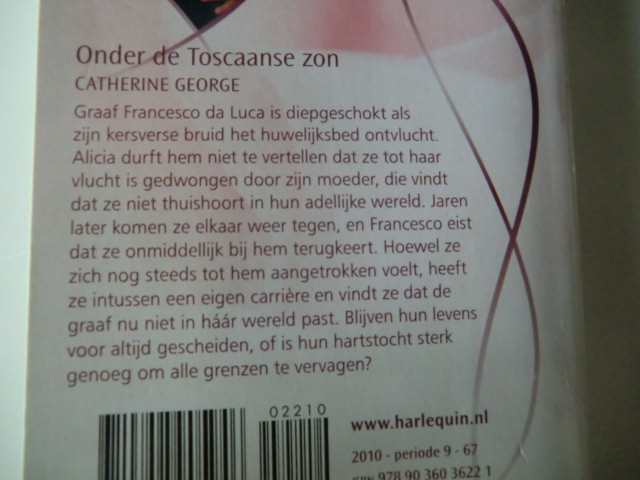 Onder de Toscaanse zon
CATHERINE GEORGE
Graaf Francesco da Luca is diepgeschokt als
zijn kersverse bruid het huwelijksbed ontvlucht.
Alicia durft hem niet te vertellen dat ze tot haar
vlucht is gedwongen door zijn moeder, die vindt
dat ze niet thuishoort in hun adellijke wereld. Jaren
later komen ze elkaar weer tegen, en Francesco eist
dat ze onmiddellijk bij hem terugkeert. Hoewel ze
zich nog steeds tot hem aangetrokken voelt, heeft
ze intussen een eigen carrière en vindt ze dat de
graaf nu niet in háár wereld past. Blijven hun levens
voor altijd gescheiden, of is hun hartstocht sterk
genoeg om alle grenzen te vervagen?
02210
www.harlequin.nl
2010 - periode 9 - 67
ISBN 978 90 360 3622 1